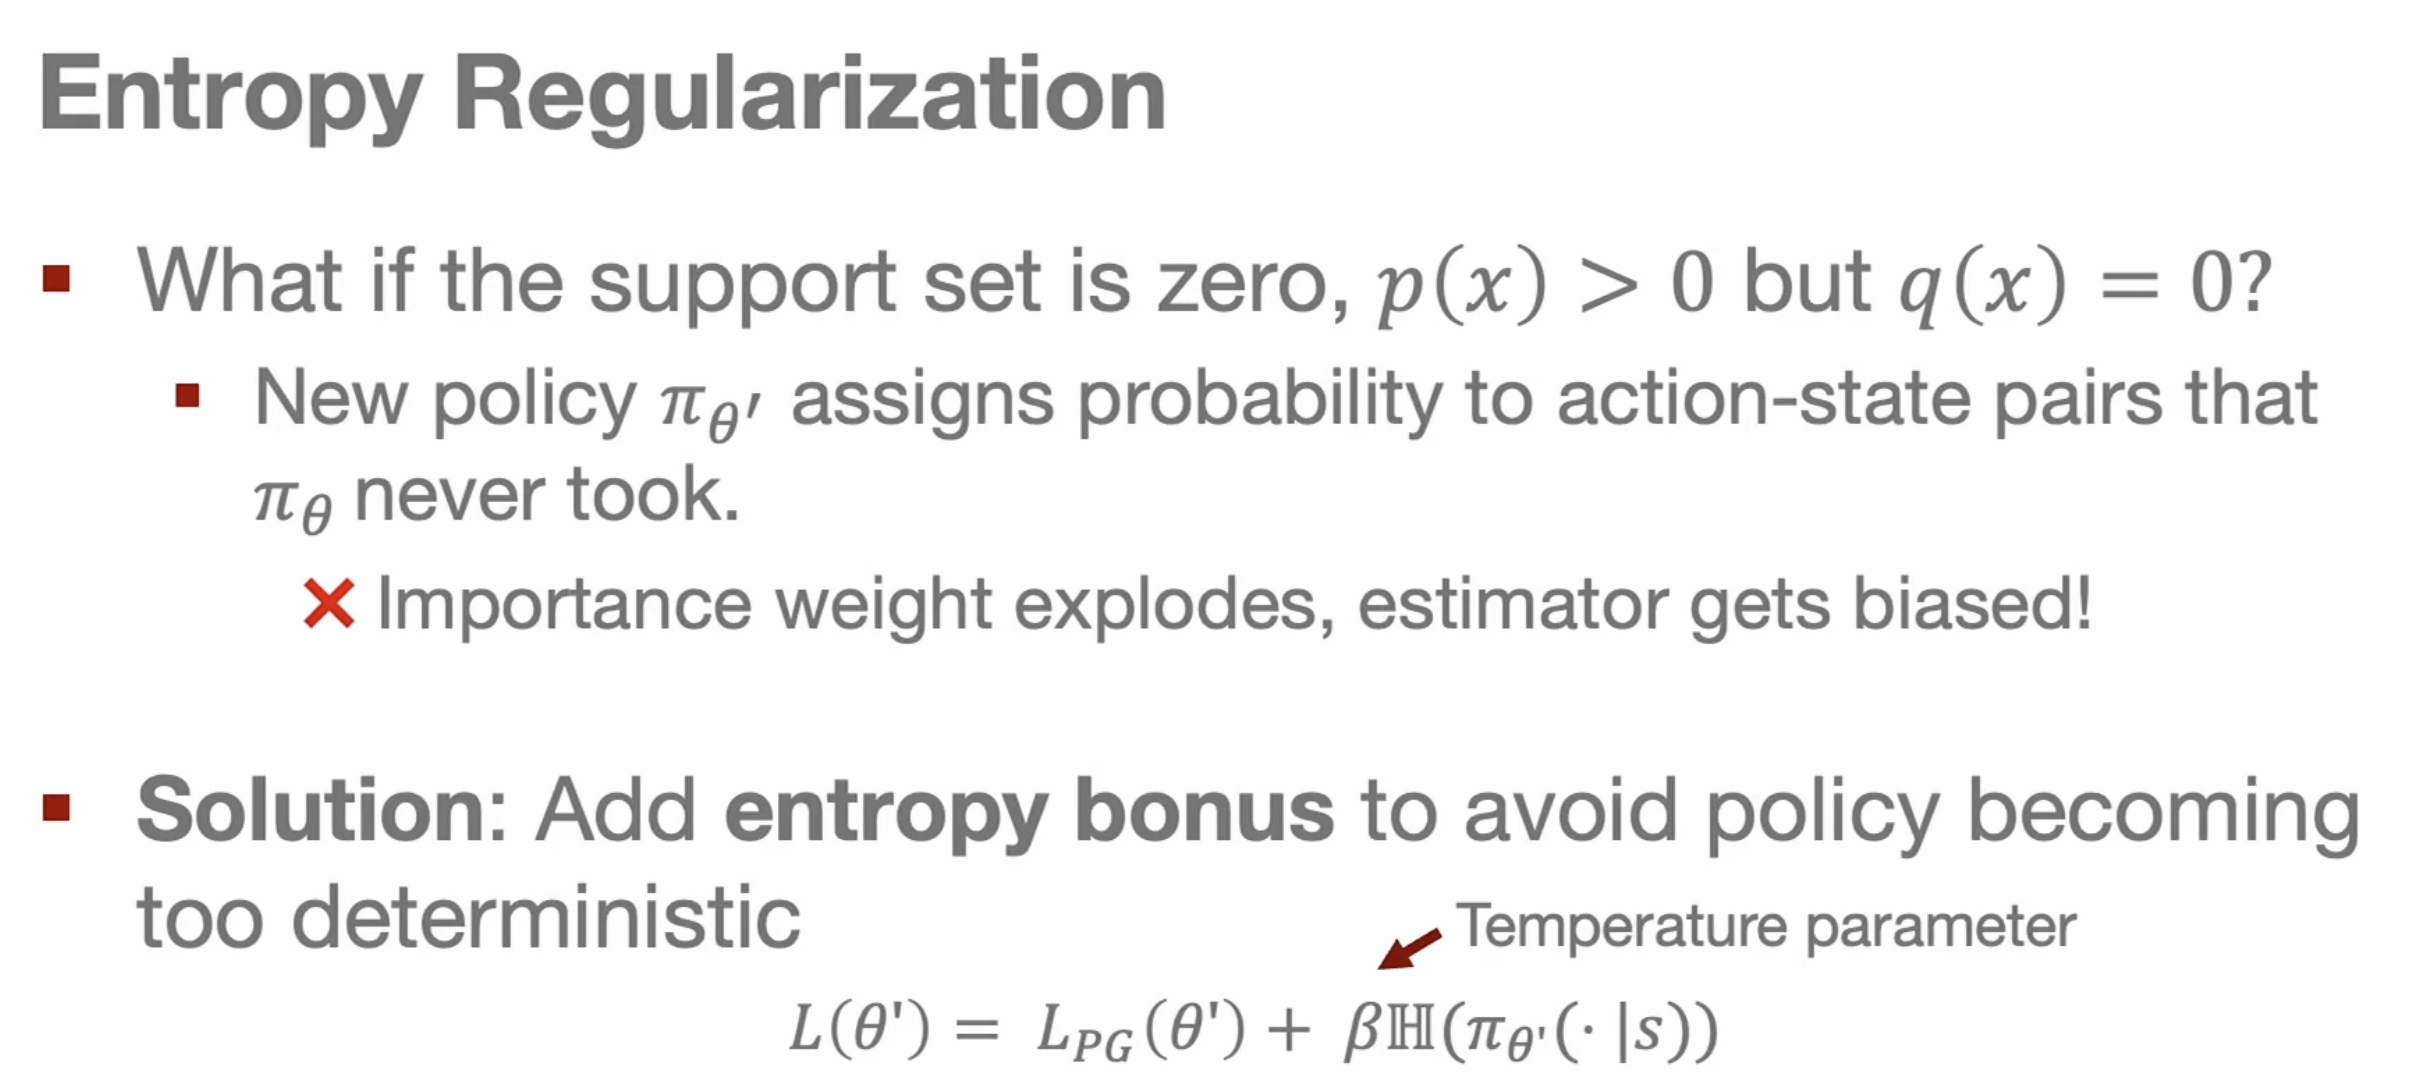 Entropy Regularization
▪ What if the support set is zero, p(x) > 0 but q(x) = 0?
▪ New policy π_θ′ assigns probability to action-state pairs that
π_θ never took.
❌ Importance weight explodes, estimator gets biased!
▪ Solution: Add entropy bonus to avoid policy becoming
too deterministic
Temperature parameter
L(θ') = L_PG(θ') + βℍ(π_θ'(· |s))